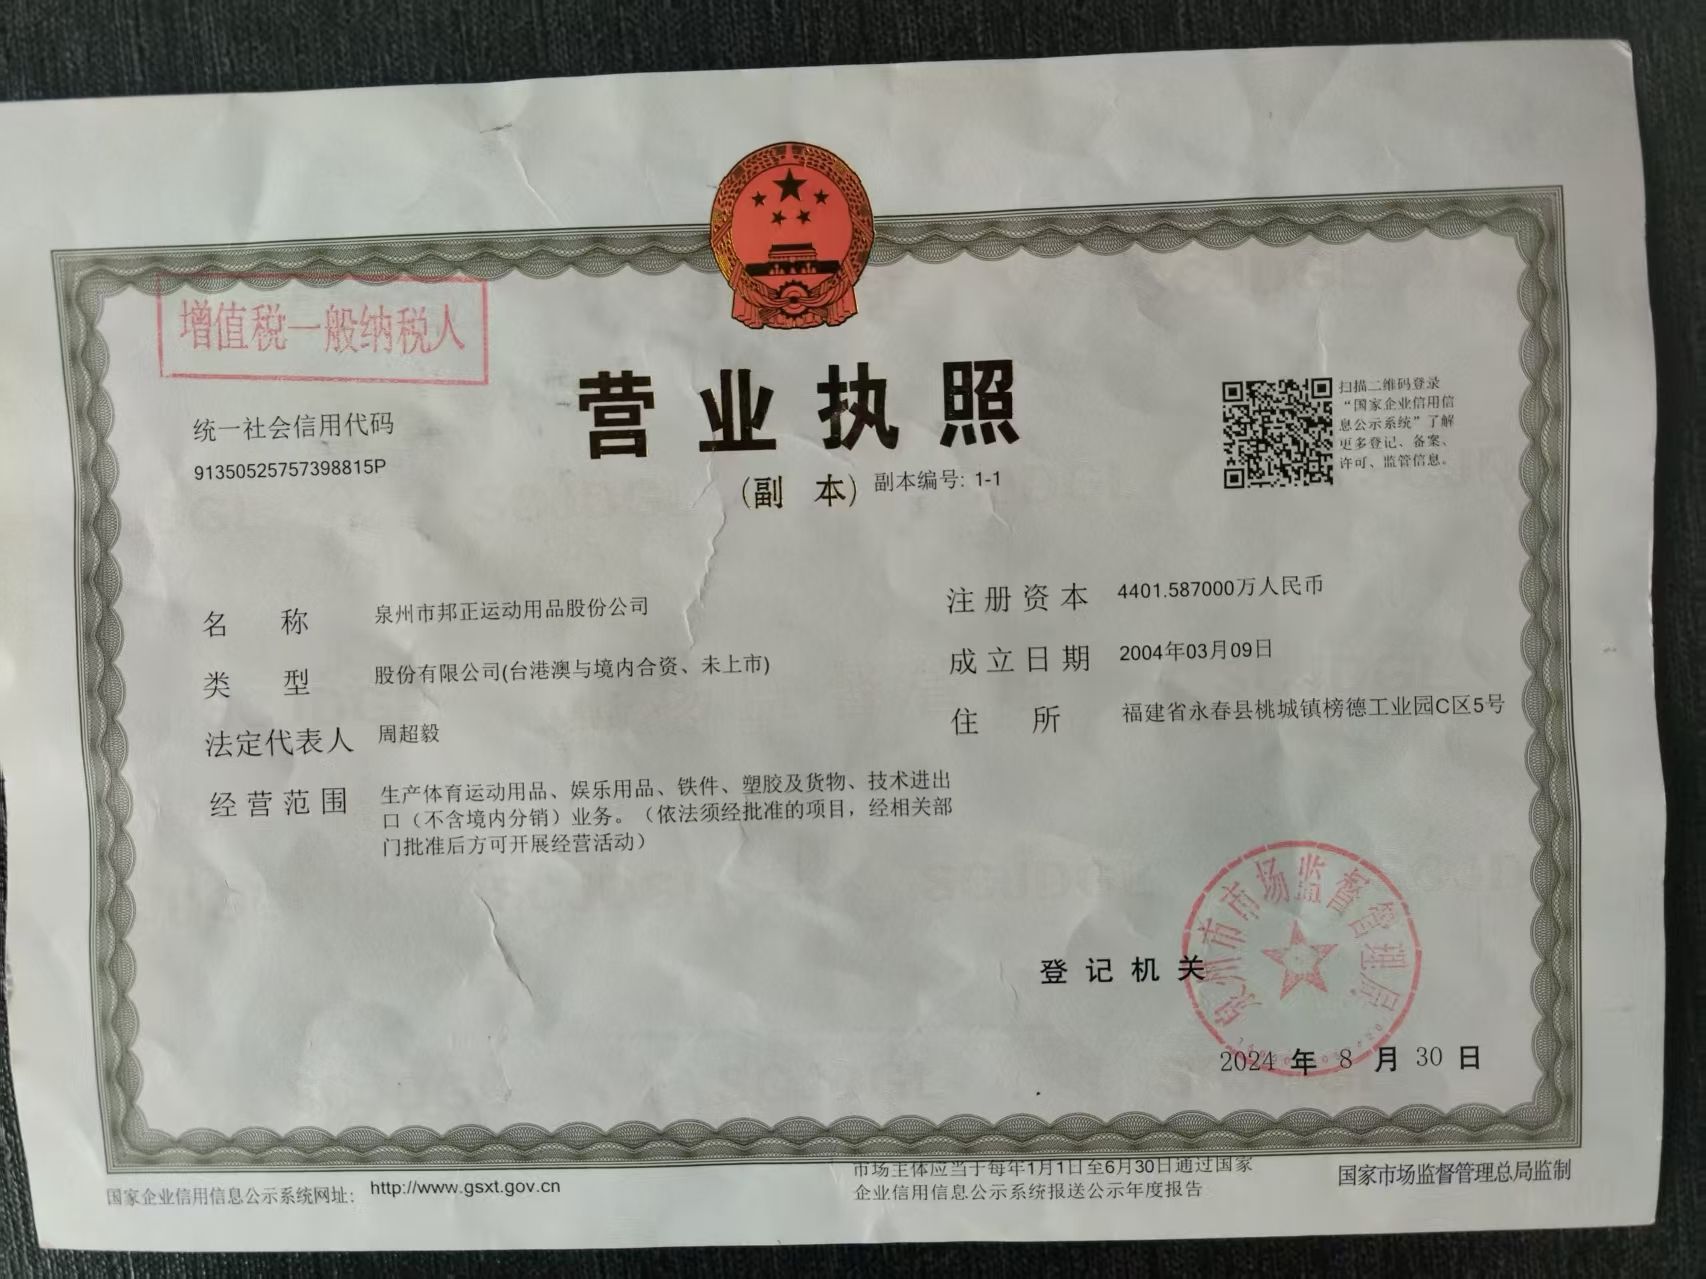 增值税一般纳税人
统一社会信用代码
91350525757398815P
营业执照
(副 本) 副本编号: 1-1
扫描二维码登录
“国家企业信用信
息公示系统”了解
更多登记、备案、
许可、监管信息。
名 称 泉州市邦正运动用品股份公司
类 型 股份有限公司(台港澳与境内合资、未上市)
法定代表人 周超毅
经营范围 生产体育运动用品、娱乐用品、铁件、塑胶及货物、技术进出
口（不含境内分销）业务。（依法须经批准的项目，经相关部
门批准后方可开展经营活动）
注册资本 4401.587000万人民币
成立日期 2004年03月09日
住 所 福建省永春县桃城镇榜德工业园C区5号
登记机关
泉州市市场监督管理局
2024 年 8 月 30 日
国家企业信用信息公示系统网址: http://www.gsxt.gov.cn
市场主体应当于每年1月1日至6月30日通过国家
企业信用信息公示系统报送公示年度报告
国家市场监督管理总局监制